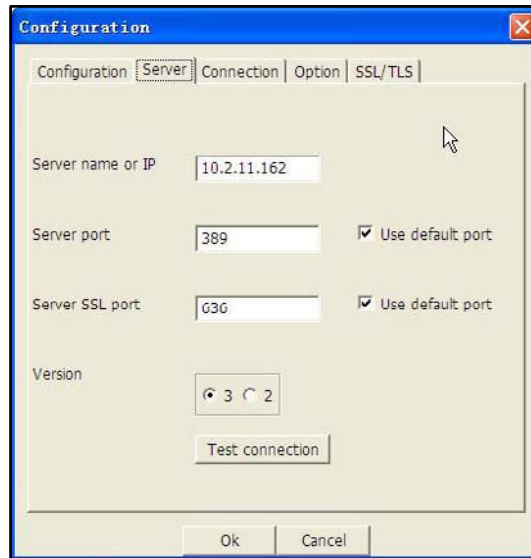 Configuration
Configuration Server Connection Option SSL/TLS
Server name or IP 10.2.11.162
Server port 389 Use default port
Server SSL port 636 Use default port
Version 3 2
Test connection
Ok Cancel